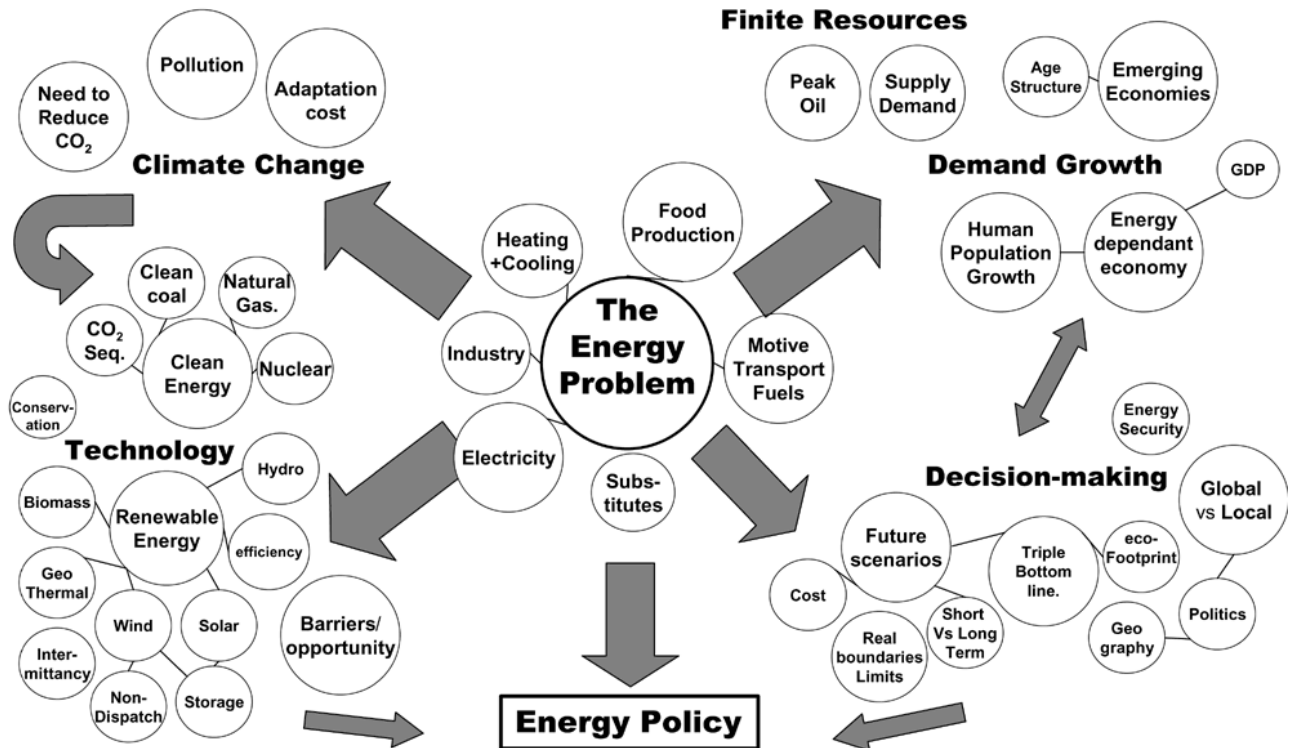 Finite Resources
Pollution
Adaptation
cost
Need to
Reduce
CO₂
Climate Change
Peak
Oil
Supply
Demand
Age
Structure
Emerging
Economies
Demand Growth
GDP
Human
Population
Growth
Energy
dependant
economy
Food
Production
Heating
+Cooling
The
Energy
Problem
Industry
Motive
Transport
Fuels
Electricity
Subs-
titutes
Clean
coal
Natural
Gas.
CO₂
Seq.
Clean
Energy
Nuclear
Conserv-
ation
Technology
Hydro
Biomass
Renewable
Energy
efficiency
Geo
Thermal
Wind
Solar
Barriers/
opportunity
Inter-
mittancy
Non-
Dispatch
Storage
Energy
Security
Decision-making
Global
vs Local
Future
scenarios
Triple
Bottom
line.
eco-
Footprint
Cost
Short
Vs Long
Term
Real
boundaries
Limits
Geo
graphy
Politics
Energy Policy